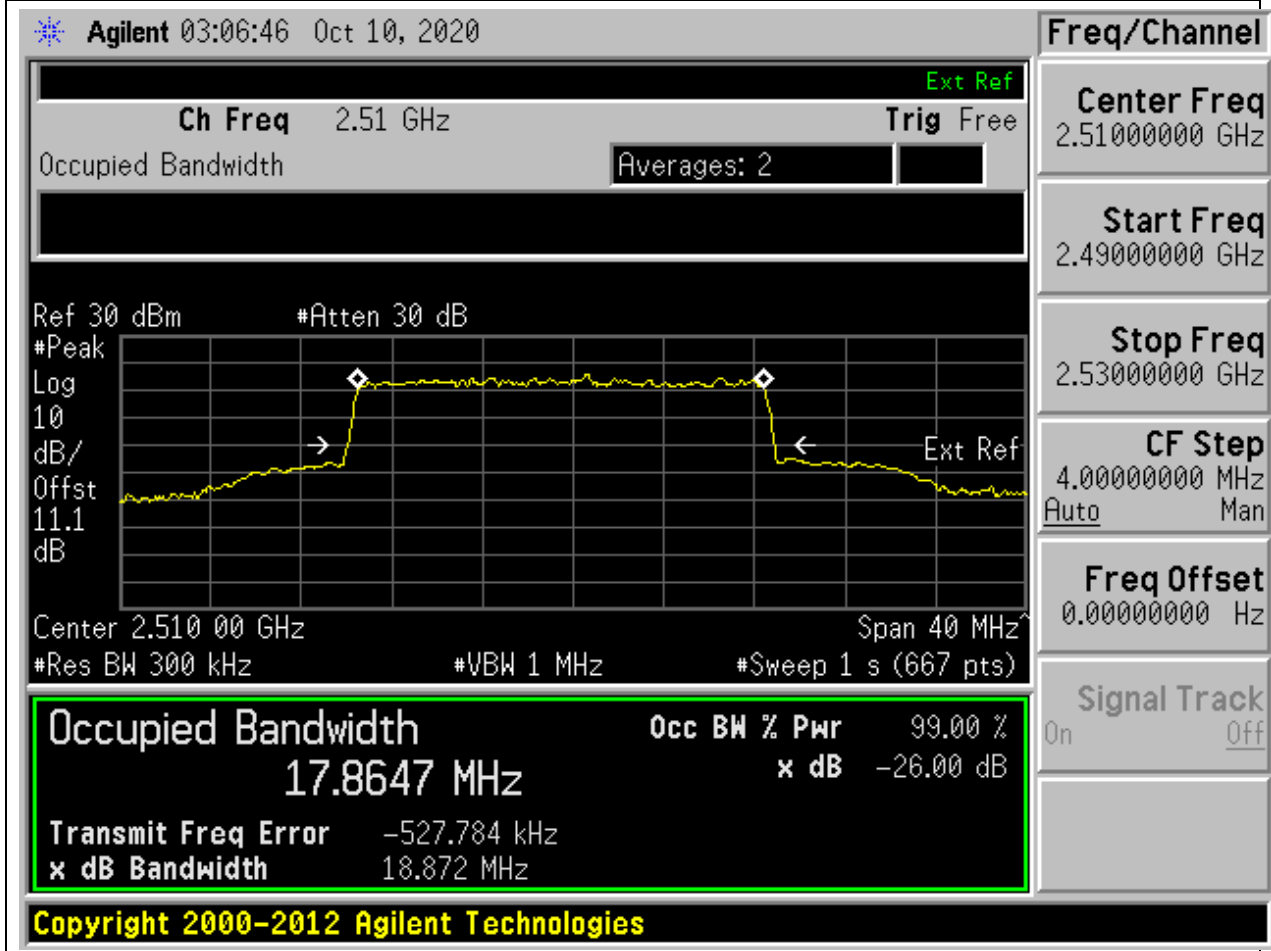 Agilent 03:06:46 Oct 10, 2020
Ext Ref
Ch Freq 2.51 GHz Trig Free
Occupied Bandwidth Averages: 2
Ref 30 dBm #Atten 30 dB
#Peak
Log
10
dB/
Offst
11.1
dB
Ext Ref
Center 2.510 00 GHz Span 40 MHz^
#Res BW 300 kHz #VBW 1 MHz #Sweep 1 s (667 pts)
Occupied Bandwidth
17.8647 MHz
Occ BW % Pwr 99.00 %
x dB -26.00 dB
Transmit Freq Error -527.784 kHz
x dB Bandwidth 18.872 MHz
Copyright 2000-2012 Agilent Technologies
Freq/Channel
Center Freq
2.51000000 GHz
Start Freq
2.49000000 GHz
Stop Freq
2.53000000 GHz
CF Step
4.00000000 MHz
Auto Man
Freq Offset
0.00000000 Hz
Signal Track
On Off